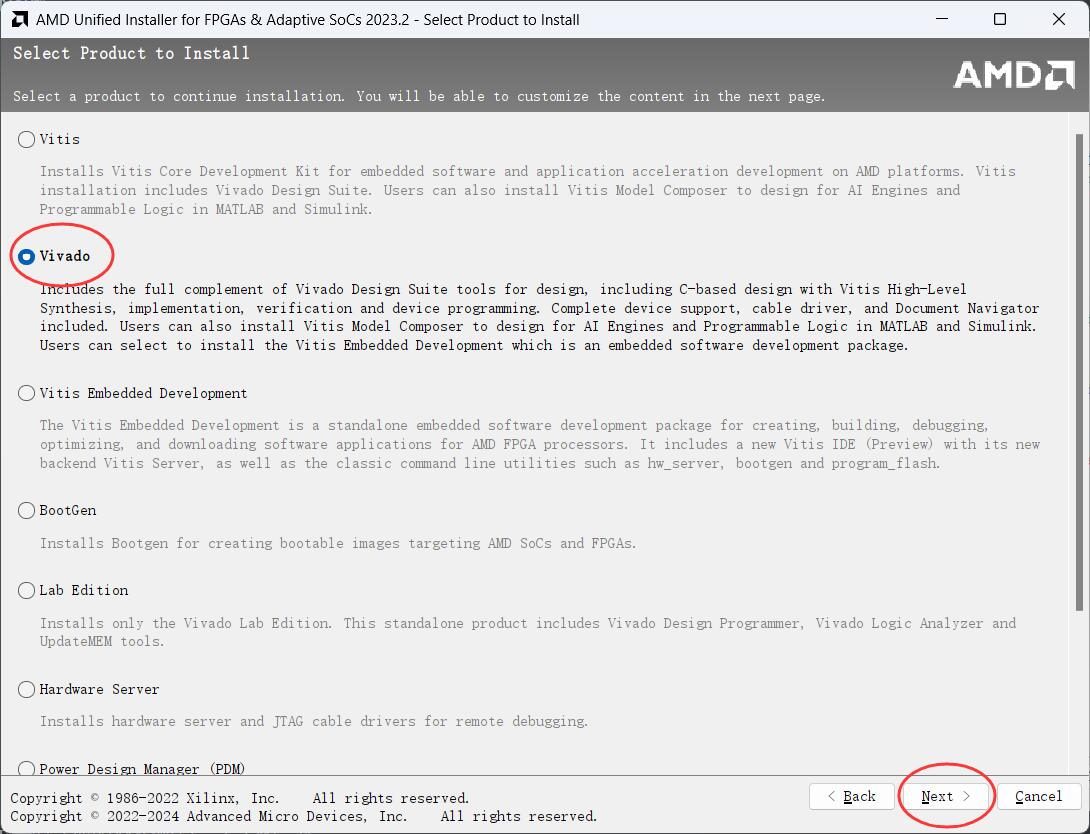 AMD Unified Installer for FPGAs & Adaptive SoCs 2023.2 - Select Product to Install
Select Product to Install
AMD
Select a product to continue installation. You will be able to customize the content in the next page.
Vitis
Installs Vitis Core Development Kit for embedded software and application acceleration development on AMD platforms. Vitis
installation includes Vivado Design Suite. Users can also install Vitis Model Composer to design for AI Engines and
Programmable Logic in MATLAB and Simulink.
Vivado
Includes the full complement of Vivado Design Suite tools for design, including C-based design with Vitis High-Level
Synthesis, implementation, verification and device programming. Complete device support, cable driver, and Document Navigator
included. Users can also install Vitis Model Composer to design for AI Engines and Programmable Logic in MATLAB and Simulink.
Users can select to install the Vitis Embedded Development which is an embedded software development package.
Vitis Embedded Development
The Vitis Embedded Development is a standalone embedded software development package for creating, building, debugging,
optimizing, and downloading software applications for AMD FPGA processors. It includes a new Vitis IDE (Preview) with its new
backend Vitis Server, as well as the classic command line utilities such as hw_server, bootgen and program_flash.
BootGen
Installs Bootgen for creating bootable images targeting AMD SoCs and FPGAs.
Lab Edition
Installs only the Vivado Lab Edition. This standalone product includes Vivado Design Programmer, Vivado Logic Analyzer and
UpdateMEM tools.
Hardware Server
Installs hardware server and JTAG cable drivers for remote debugging.
Power Design Manager (PDM)
Copyright © 1986-2022 Xilinx, Inc. All rights reserved.
Copyright © 2022-2024 Advanced Micro Devices, Inc. All rights reserved.
< Back
Next >
Cancel